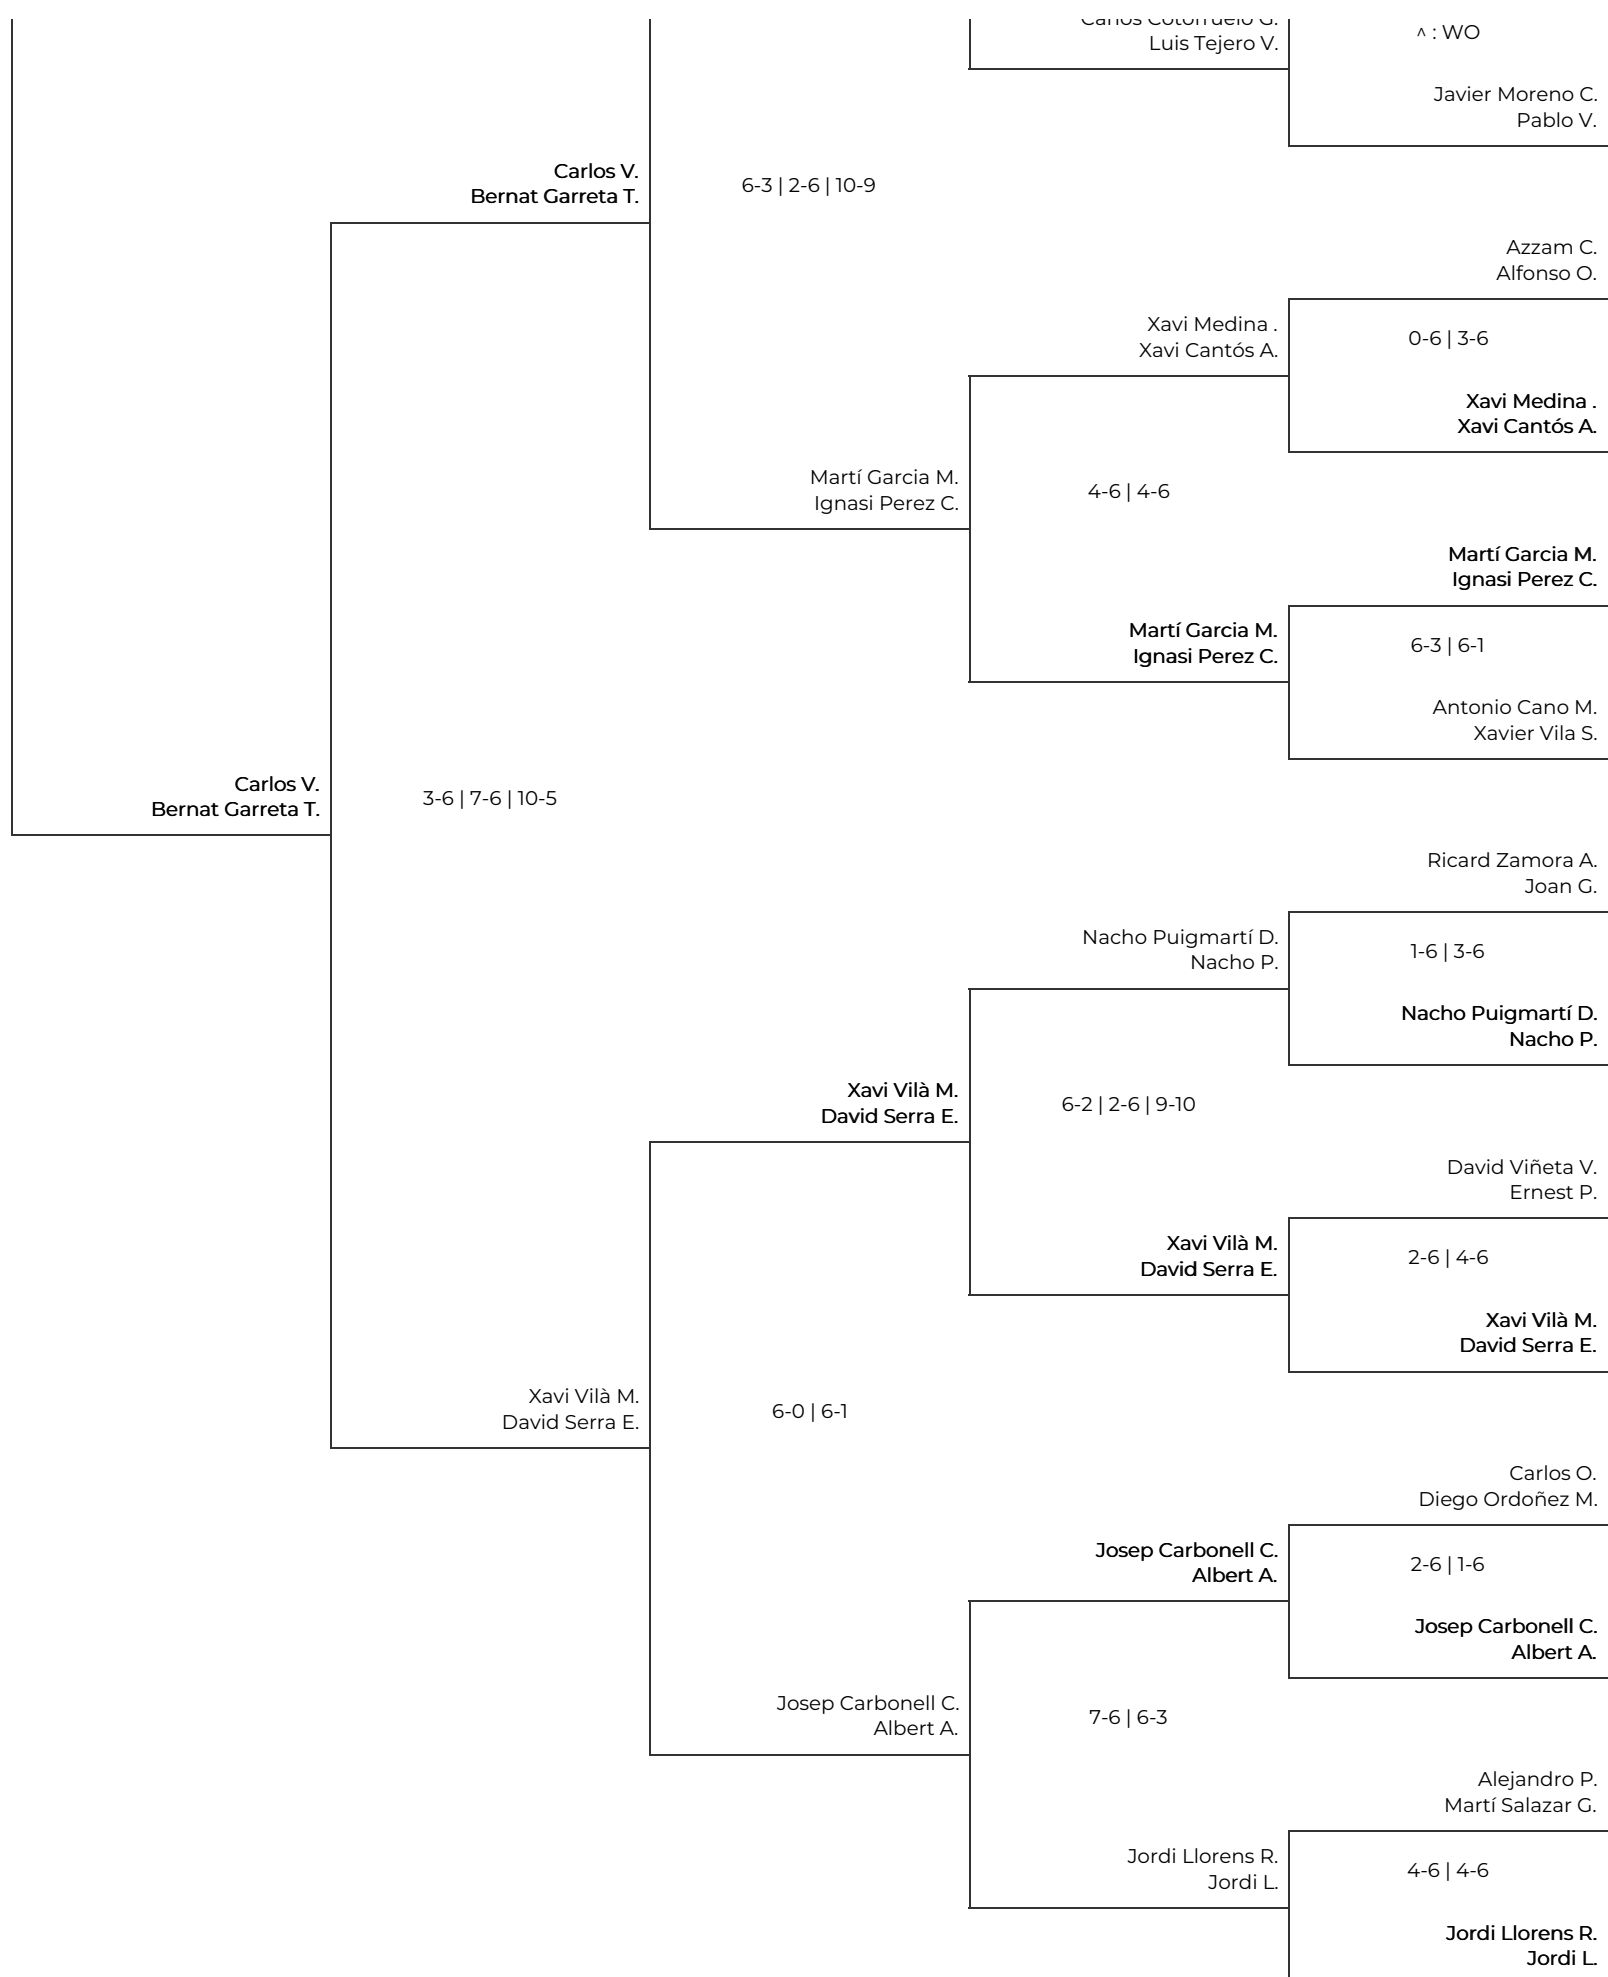 Carlos Cotorruelo G.
Luis Tejero V.
^ : WO
Javier Moreno C.
Pablo V.
Carlos V.
Bernat Garreta T.
6-3 | 2-6 | 10-9
Azzam C.
Alfonso O.
Xavi Medina .
Xavi Cantós A.
0-6 | 3-6
Xavi Medina .
Xavi Cantós A.
Martí Garcia M.
Ignasi Perez C.
4-6 | 4-6
Martí Garcia M.
Ignasi Perez C.
Martí Garcia M.
Ignasi Perez C.
6-3 | 6-1
Antonio Cano M.
Xavier Vila S.
Carlos V.
Bernat Garreta T.
3-6 | 7-6 | 10-5
Ricard Zamora A.
Joan G.
Nacho Puigmartí D.
Nacho P.
1-6 | 3-6
Nacho Puigmartí D.
Nacho P.
Xavi Vilà M.
David Serra E.
6-2 | 2-6 | 9-10
David Viñeta V.
Ernest P.
Xavi Vilà M.
David Serra E.
2-6 | 4-6
Xavi Vilà M.
David Serra E.
Xavi Vilà M.
David Serra E.
6-0 | 6-1
Carlos O.
Diego Ordoñez M.
Josep Carbonell C.
Albert A.
2-6 | 1-6
Josep Carbonell C.
Albert A.
Josep Carbonell C.
Albert A.
7-6 | 6-3
Alejandro P.
Martí Salazar G.
Jordi Llorens R.
Jordi L.
4-6 | 4-6
Jordi Llorens R.
Jordi L.